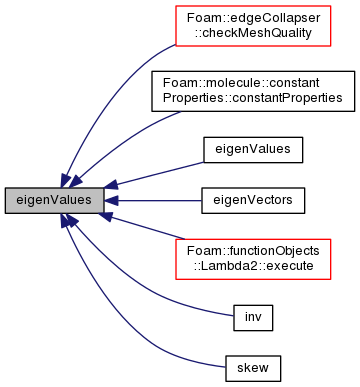 Foam::edgeCollapser
::checkMeshQuality
Foam::molecule::constant
Properties::constantProperties
eigenValues
eigenValues
eigenVectors
Foam::functionObjects
::Lambda2::execute
inv
skew